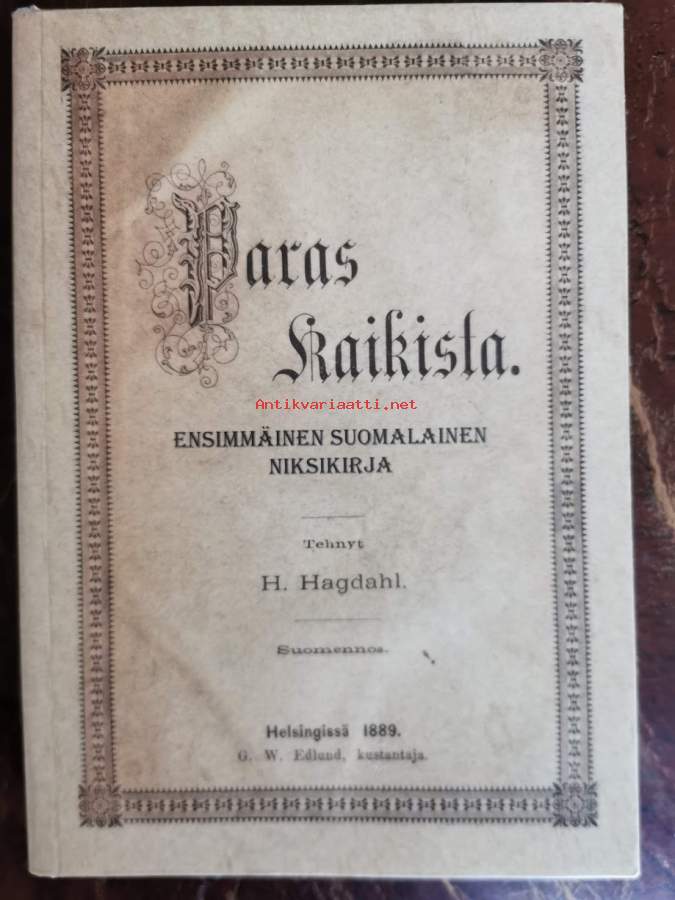 Paras
Kaikista.
Antikvariaatti.net
ENSIMMÄINEN SUOMALAINEN
NIKSIKIRJA
Tehnyt
H. Hagdahl.
Suomennos.
Helsingissä 1889.
G. W. Edlund, kustantaja.